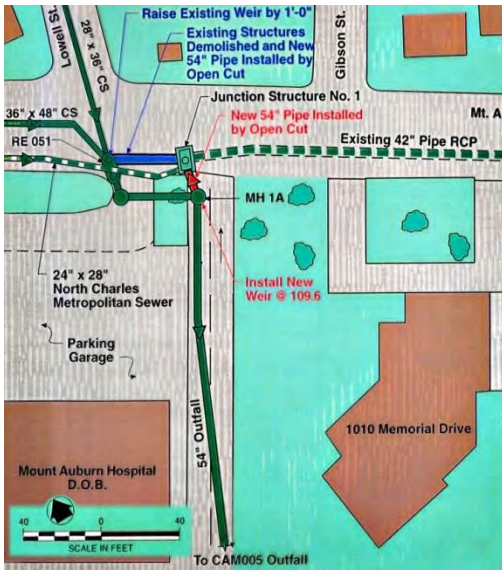 Raise Existing Weir by 1'-0"
Existing Structures
Demolished and New
54" Pipe Installed by
Open Cut
Lowell St.
28" x 36" CS
Gibson St.
Junction Structure No. 1
36" x 48" CS
New 54" Pipe Installed
by Open Cut
Mt. A
RE 051
Existing 42" Pipe RCP
MH 1A
24" x 28"
North Charles
Metropolitan Sewer
Install New
Weir @ 109.6
Parking
Garage
54" Outfall
1010 Memorial Drive
Mount Auburn Hospital
D.O.B.
40 0 40
SCALE IN FEET
To CAM005 Outfall